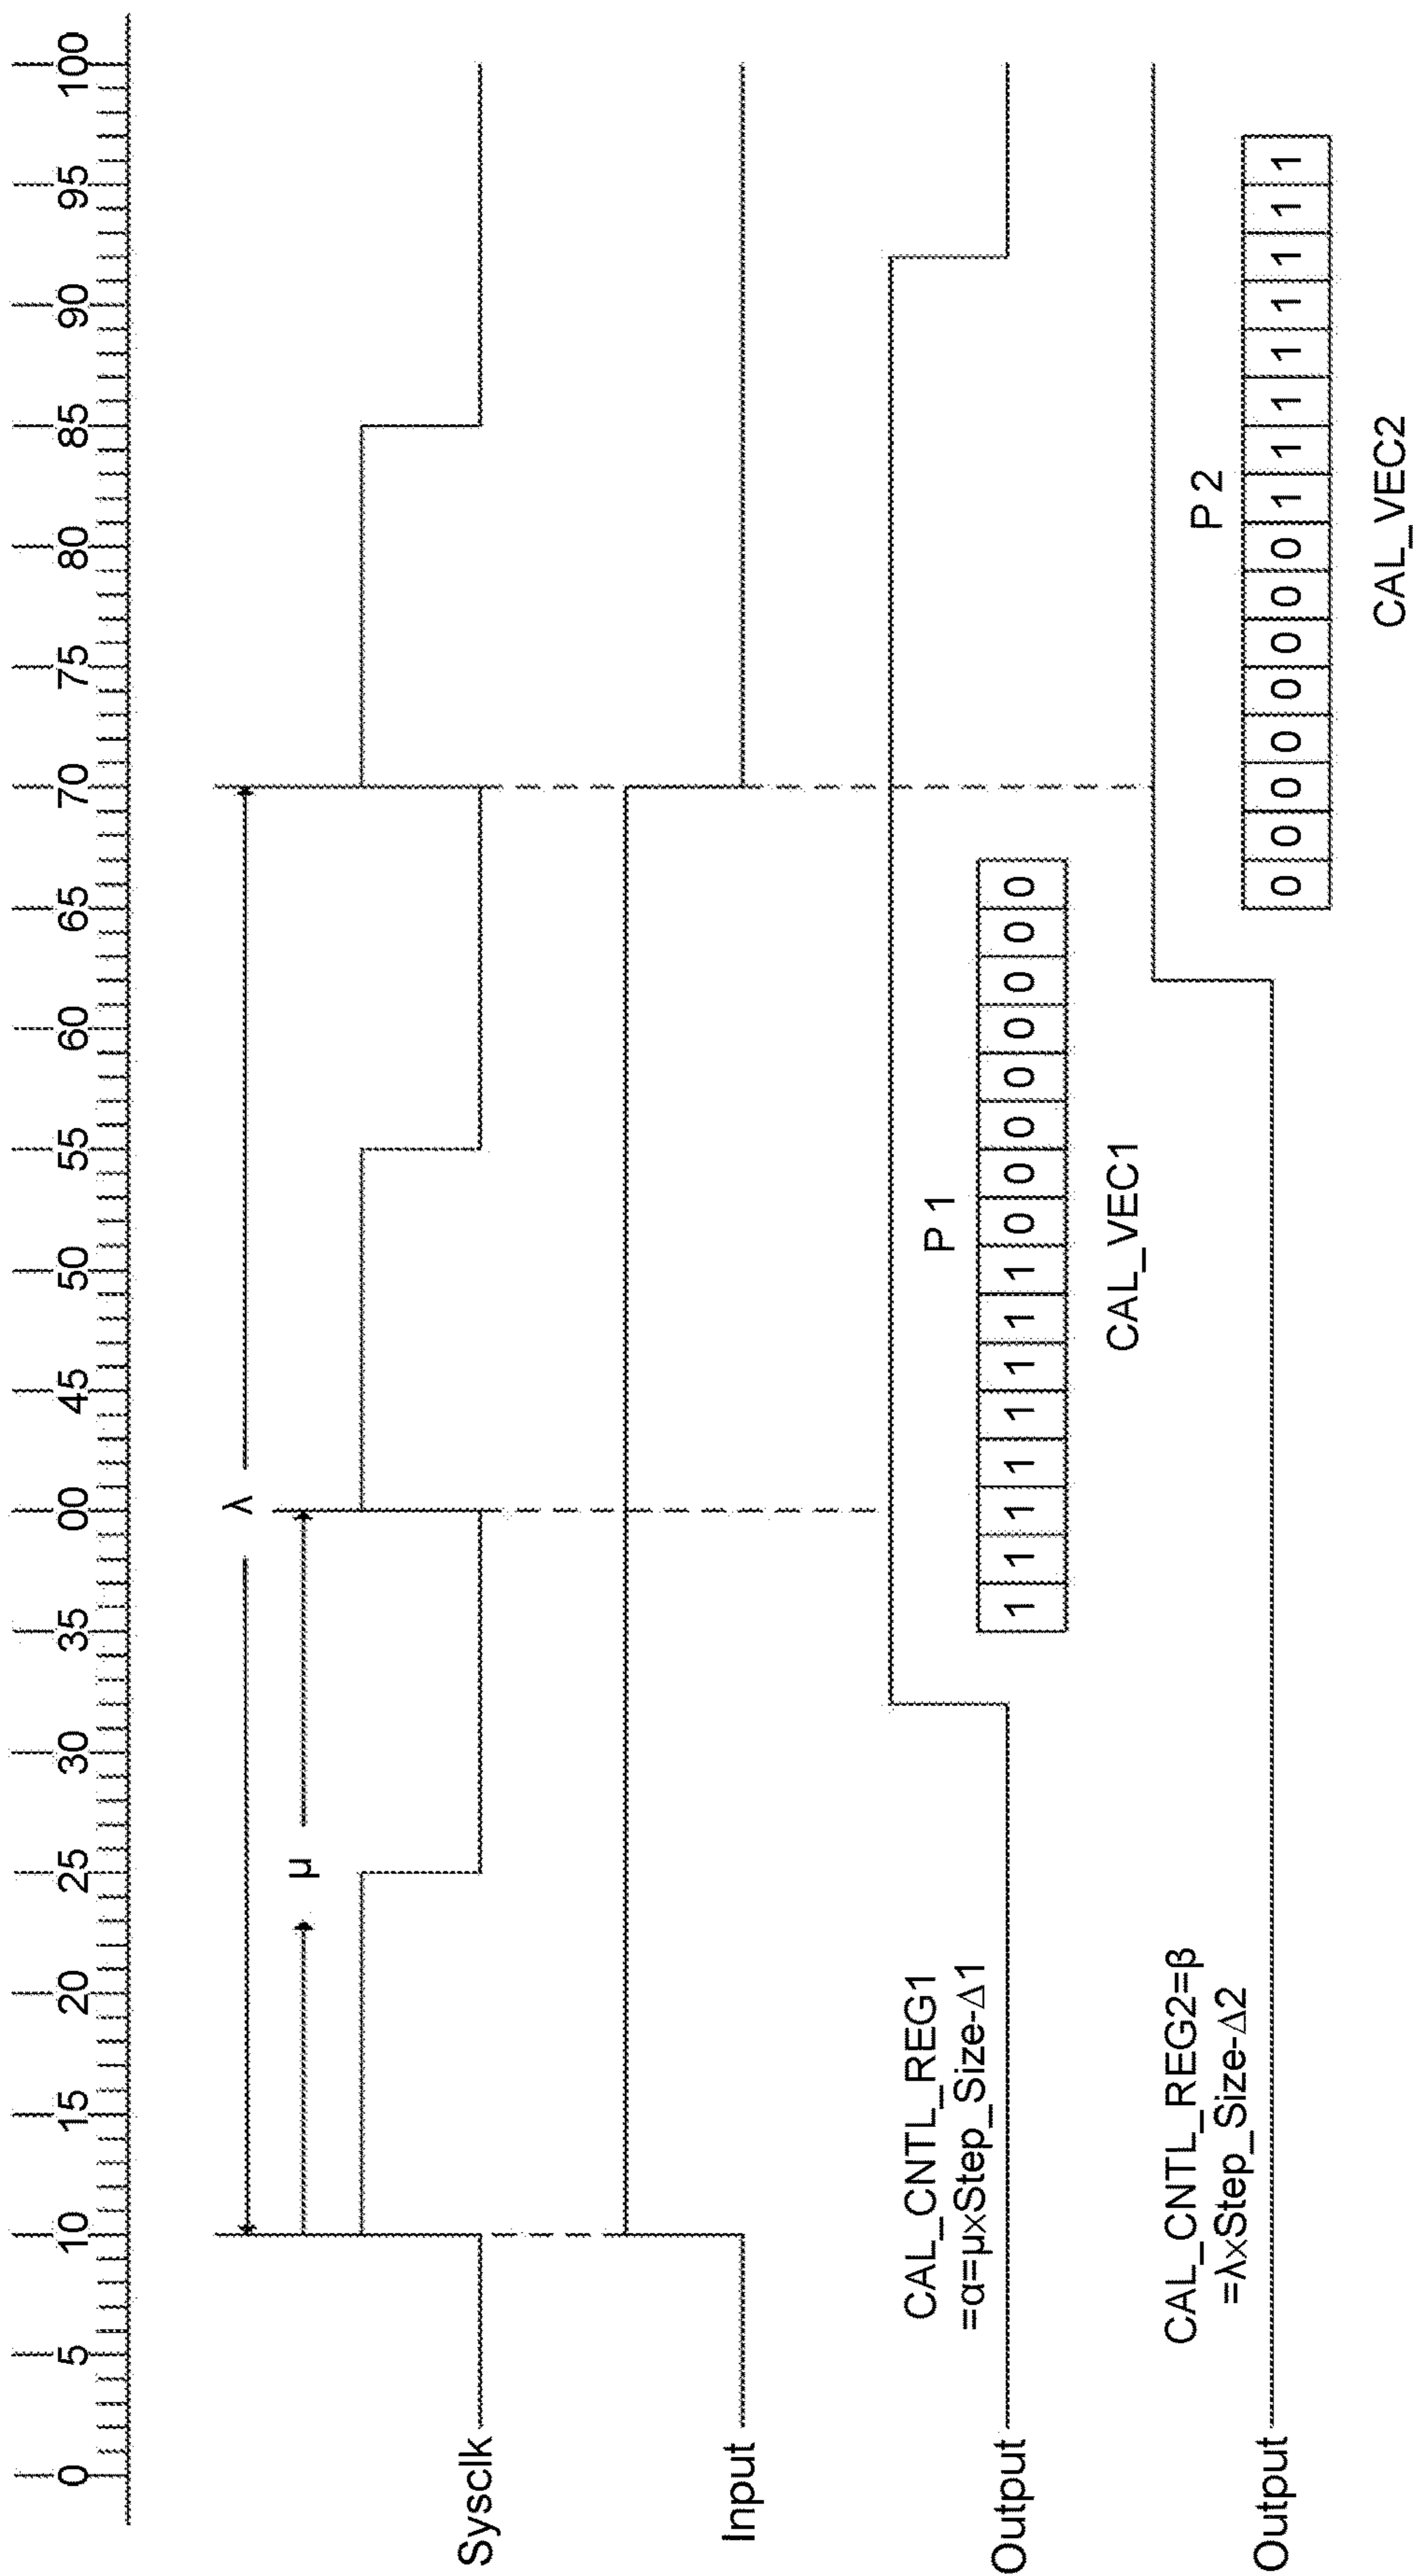 0 5 10 15 20 25 30 35 00 45 50 55 60 65 70 75 80 85 90 95 100
λ
μ
Sysclk
Input
CAL_CNTL_REG1
=α=μxStep_Size-Δ1
Output
P 1
1 1 1 1 1 1 1 1 0 0 0 0 0 0 0 0
CAL_VEC1
CAL_CNTL_REG2=β
=λxStep_Size-Δ2
Output
P 2
0 0 0 0 0 0 0 0 1 1 1 1 1 1 1 1
CAL_VEC2